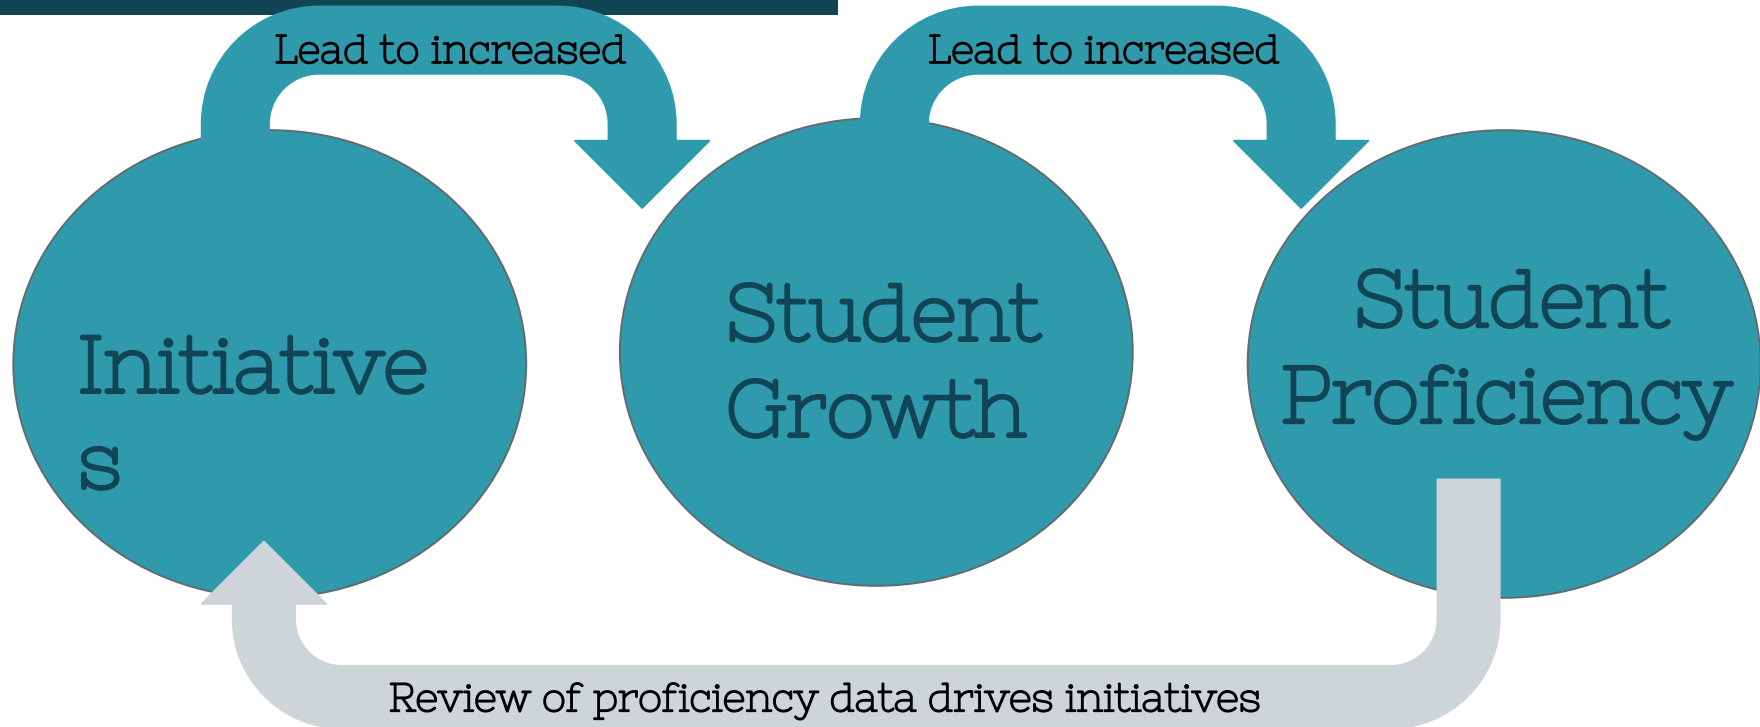 Lead to increased
Lead to increased
Initiative
s
Student
Growth
Student
Proficiency
Review of proficiency data drives initiatives